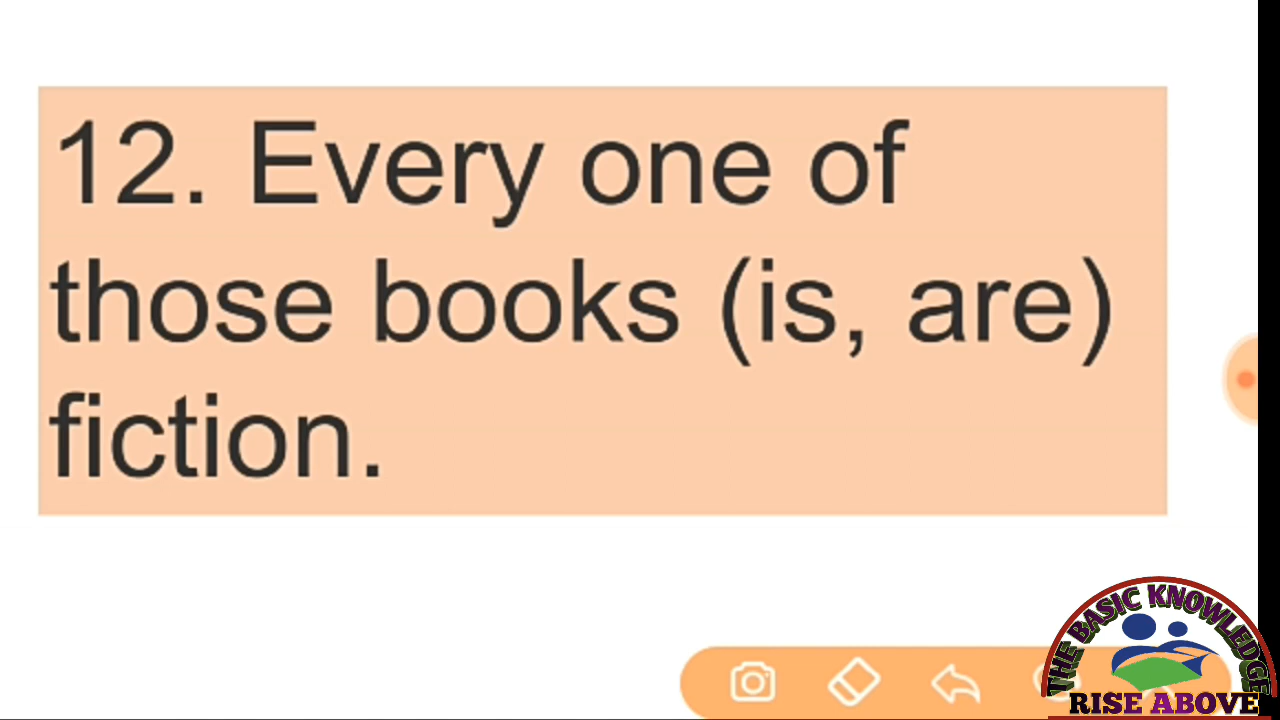 12. Every one of
those books (is, are)
fiction.
THE BASIC KNOWLEDGE
RISE ABOVE